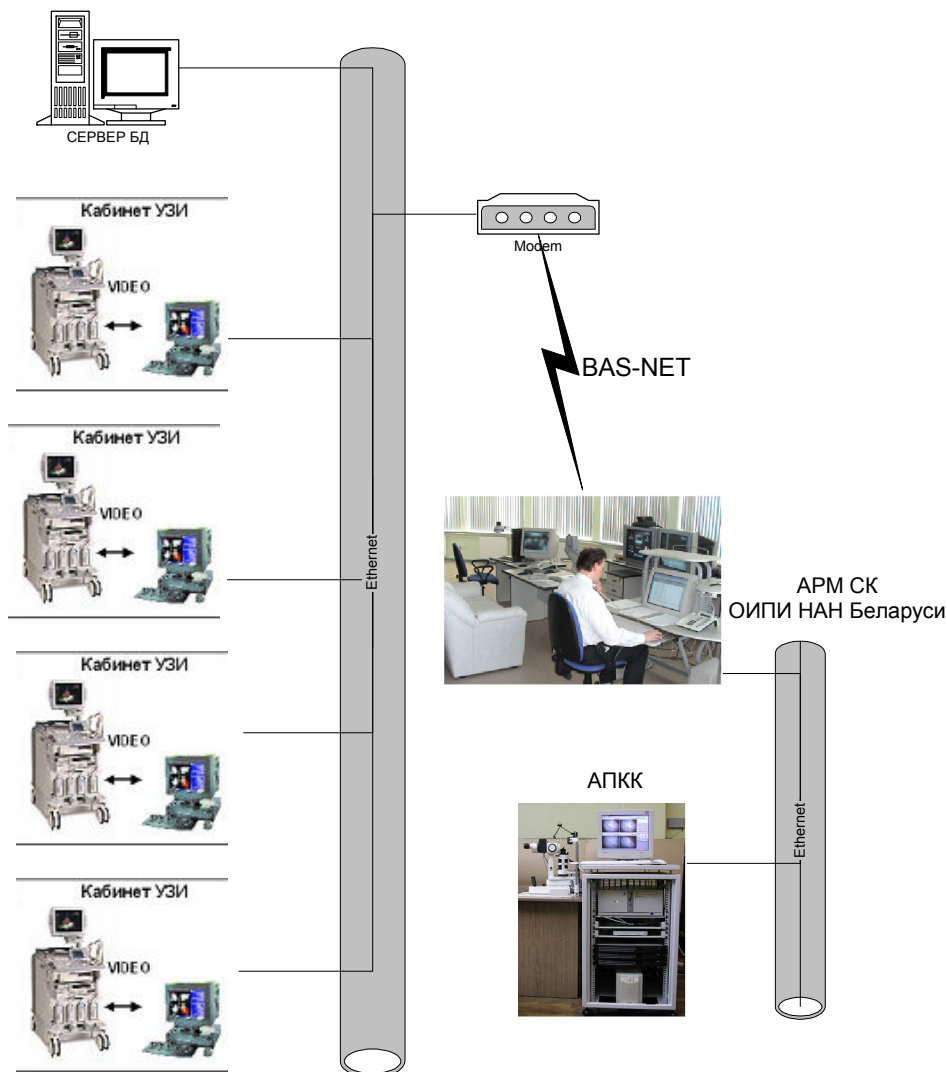 СЕРВЕР БД
Кабинет УЗИ
VIDEO
Кабинет УЗИ
VIDEO
Кабинет УЗИ
VIDEO
Кабинет УЗИ
VIDEO
Ethernet
Modem
BAS-NET
АРМ СК
ОИПИ НАН Беларуси
АПКК
Ethernet